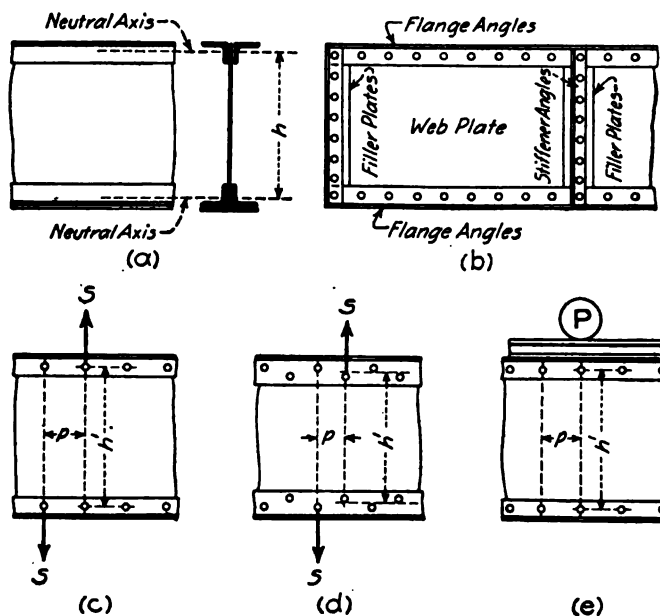 Neutral Axis
h
Neutral Axis
(a)
Flange Angles
Filler Plates
Web Plate
Stiffener Angles
Filler Plates
Flange Angles
(b)
S
p
h'
S
(c)
S
p
h'
S
(d)
P
p
h'
(e)